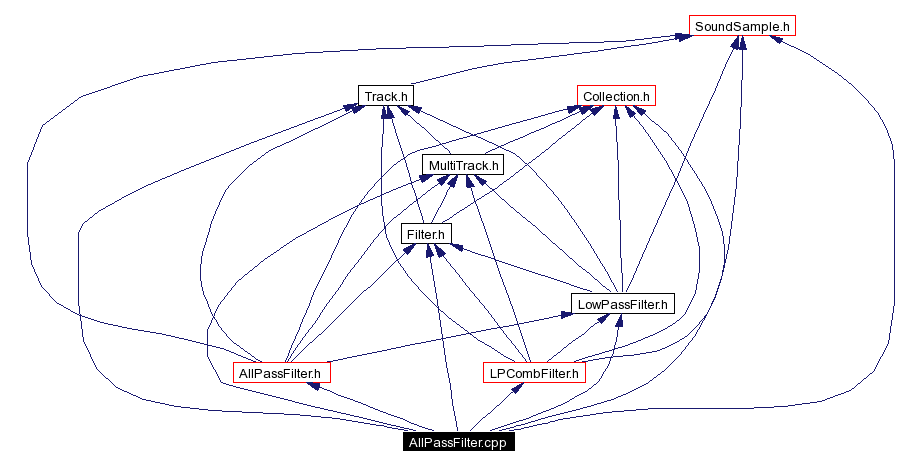 SoundSample.h
Track.h
Collection.h
MultiTrack.h
Filter.h
LowPassFilter.h
AllPassFilter.h
LPCombFilter.h
AllPassFilter.cpp